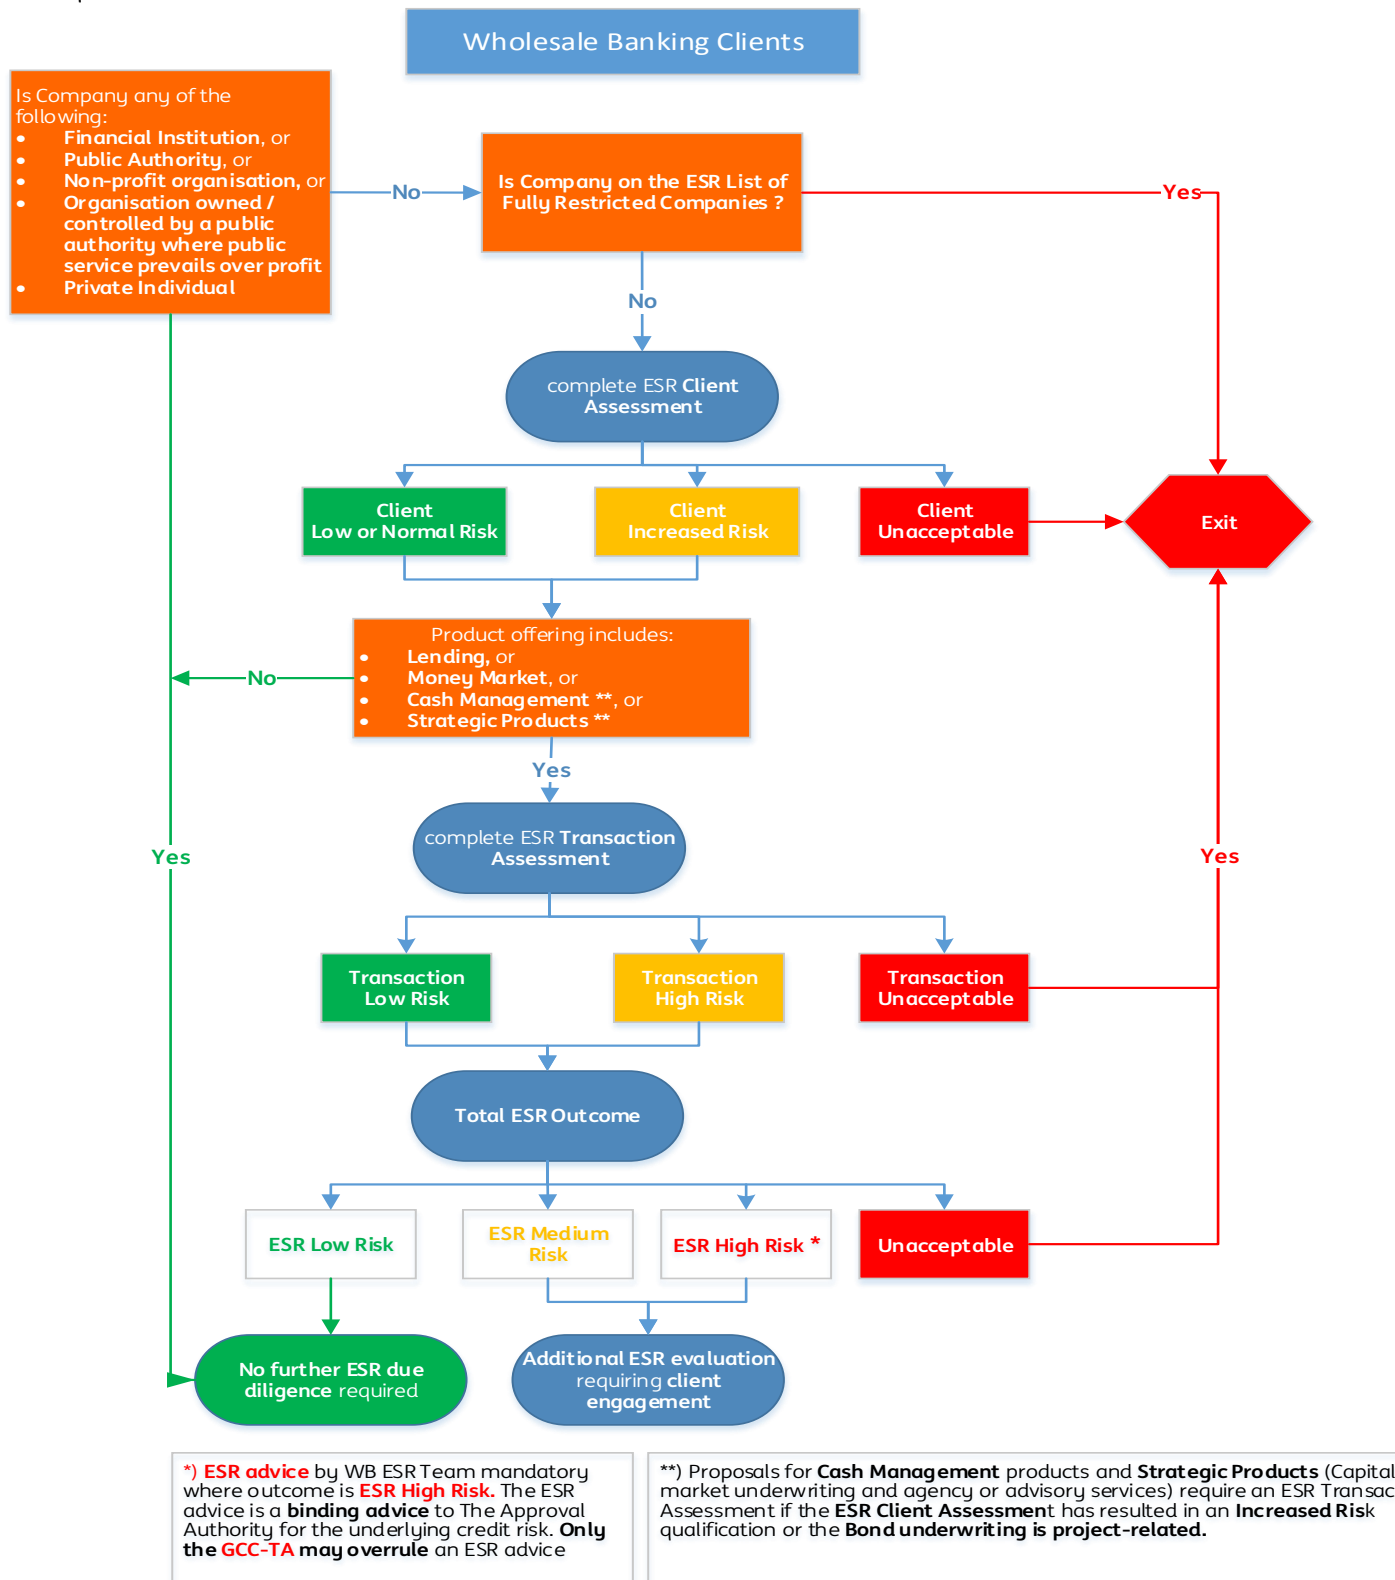 Wholesale Banking Clients
Is Company any of the
following:
• Financial Institution, or
• Public Authority, or
• Non-profit organisation, or
• Organisation owned /
controlled by a public
authority where public
service prevails over profit
• Private Individual
No
Is Company on the ESR List of
Fully Restricted Companies ?
Yes
No
complete ESR Client
Assessment
Client
Low or Normal Risk
Client
Increased Risk
Client
Unacceptable
Exit
Product offering includes:
• Lending, or
• Money Market, or
• Cash Management **, or
• Strategic Products **
No
Yes
complete ESR Transaction
Assessment
Yes
Yes
Transaction
Low Risk
Transaction
High Risk
Transaction
Unacceptable
Total ESR Outcome
ESR Low Risk
ESR Medium
Risk
ESR High Risk *
Unacceptable
No further ESR due
diligence required
Additional ESR evaluation
requiring client
engagement
*) ESR advice by WB ESR Team mandatory
where outcome is ESR High Risk. The ESR
advice is a binding advice to The Approval
Authority for the underlying credit risk. Only
the GCC-TA may overrule an ESR advice
**) Proposals for Cash Management products and Strategic Products (Capital
market underwriting and agency or advisory services) require an ESR Transac
Assessment if the ESR Client Assessment has resulted in an Increased Risk
qualification or the Bond underwriting is project-related.